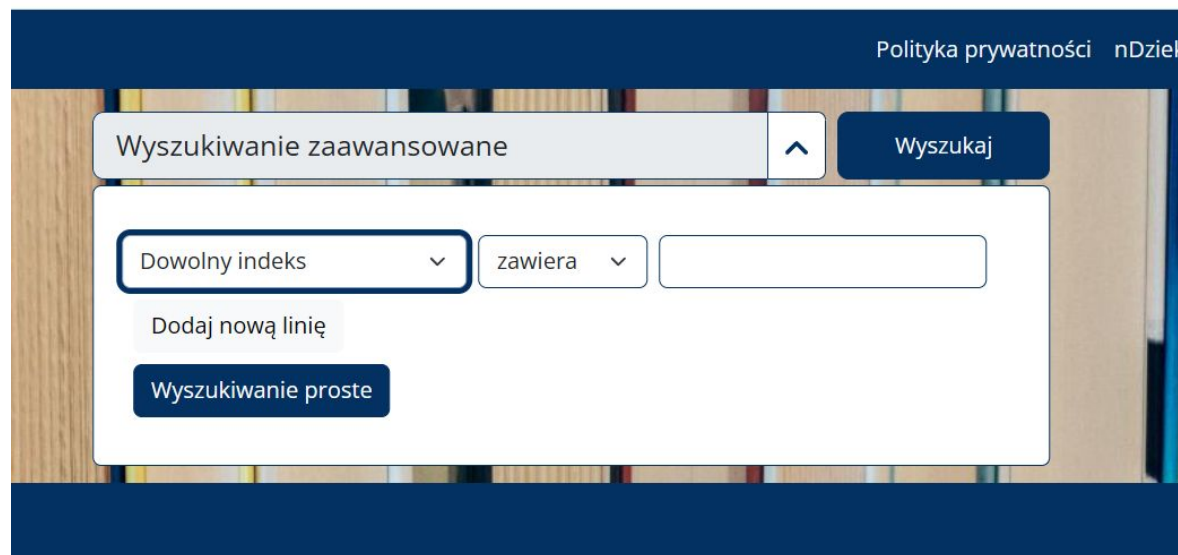 Polityka prywatności
Wyszukiwanie zaawansowane Wyszukaj
Dowolny indeks zawiera
Dodaj nową linię
Wyszukiwanie proste